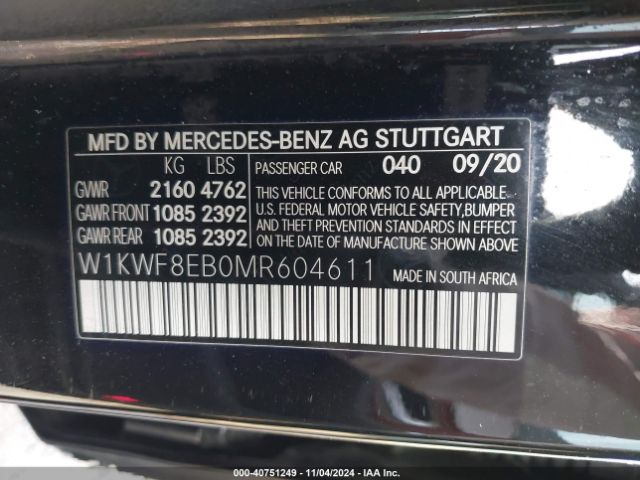 MFD BY MERCEDES-BENZ AG STUTTGART
KG LBS PASSENGER CAR 040 09/20
GVWR 2160 4762 THIS VEHICLE CONFORMS TO ALL APPLICABLE
GAWR FRONT 1085 2392 U.S. FEDERAL MOTOR VEHICLE SAFETY, BUMPER
AND THEFT PREVENTION STANDARDS IN EFFECT
GAWR REAR 1085 2392 ON THE DATE OF MANUFACTURE SHOWN ABOVE.
W1KWF8EB0MR604611 MADE IN SOUTH AFRICA
000-40751249 - 11/04/2024 - IAA Inc.